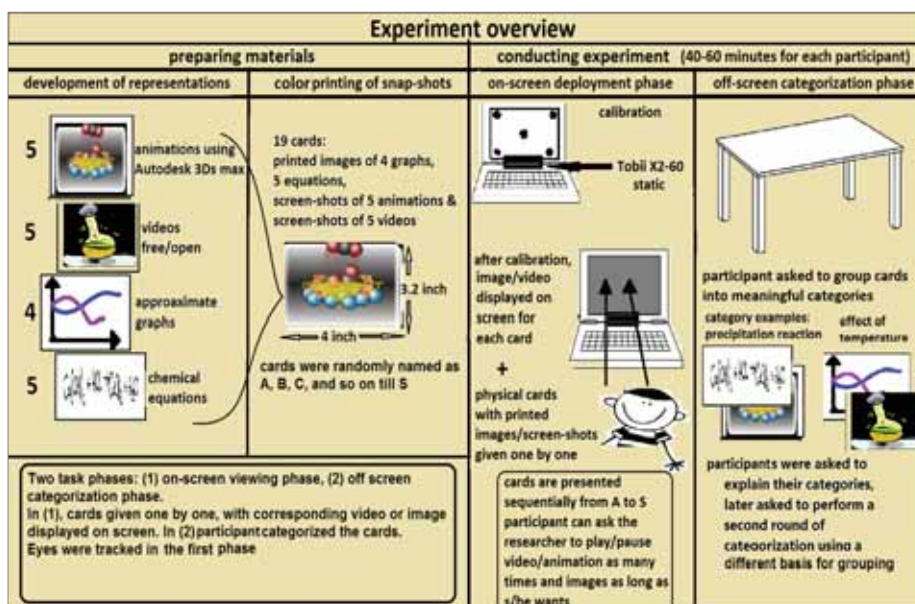 Experiment overview
preparing materials
conducting experiment (40-60 minutes for each participant)
development of representations
color printing of snap-shots
on-screen deployment phase
off-screen categorization phase
5
animations using
Autodesk 3Ds max
5
videos
free/open
4
approaximate
graphs
5
chemical
equations
19 cards:
printed images of 4 graphs,
5 equations,
screen-shots of 5 animations &
screen-shots of 5 videos
3.2 inch
4 inch
cards were randomly named as
A, B, C, and so on till S
Two task phases: (1) on-screen viewing phase, (2) off screen
categorization phase.
In (1), cards given one by one, with corresponding video or image
displayed on screen. In (2) participant categorized the cards.
Eyes were tracked in the first phase
calibration
Tobii X2-60
static
after calibration,
image/video
displayed on
screen for
each card
+
physical cards
with printed
images/screen-shots
given one by one
cards are presented
sequentially from A to S
participant can ask the
researcher to play/pause
video/animation as many
times and images as long as
s/he wants
participant asked to group cards
into meaningful categories
category examples:
precipitation reaction
effect of
temperature
participants were asked to
explain their categories,
later asked to perform a
second round of
categorization using a
different basis for grouping